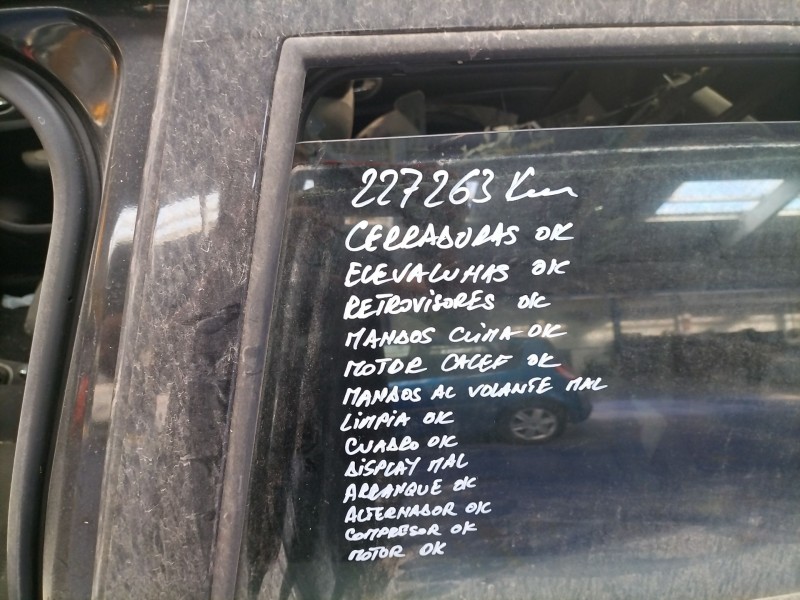 227263 Km
CERRADURAS OK
ELEVALUNAS OK
RETROVISORES OK
MANDOS CLIMA OK
MOTOR CALEF OK
MANDOS AL VOLANTE MAL
LIMPIA OK
CUADRO OK
DISPLAY MAL
ARRANQUE OK
ALTERNADOR OK
COMPRESOR OK
MOTOR OK